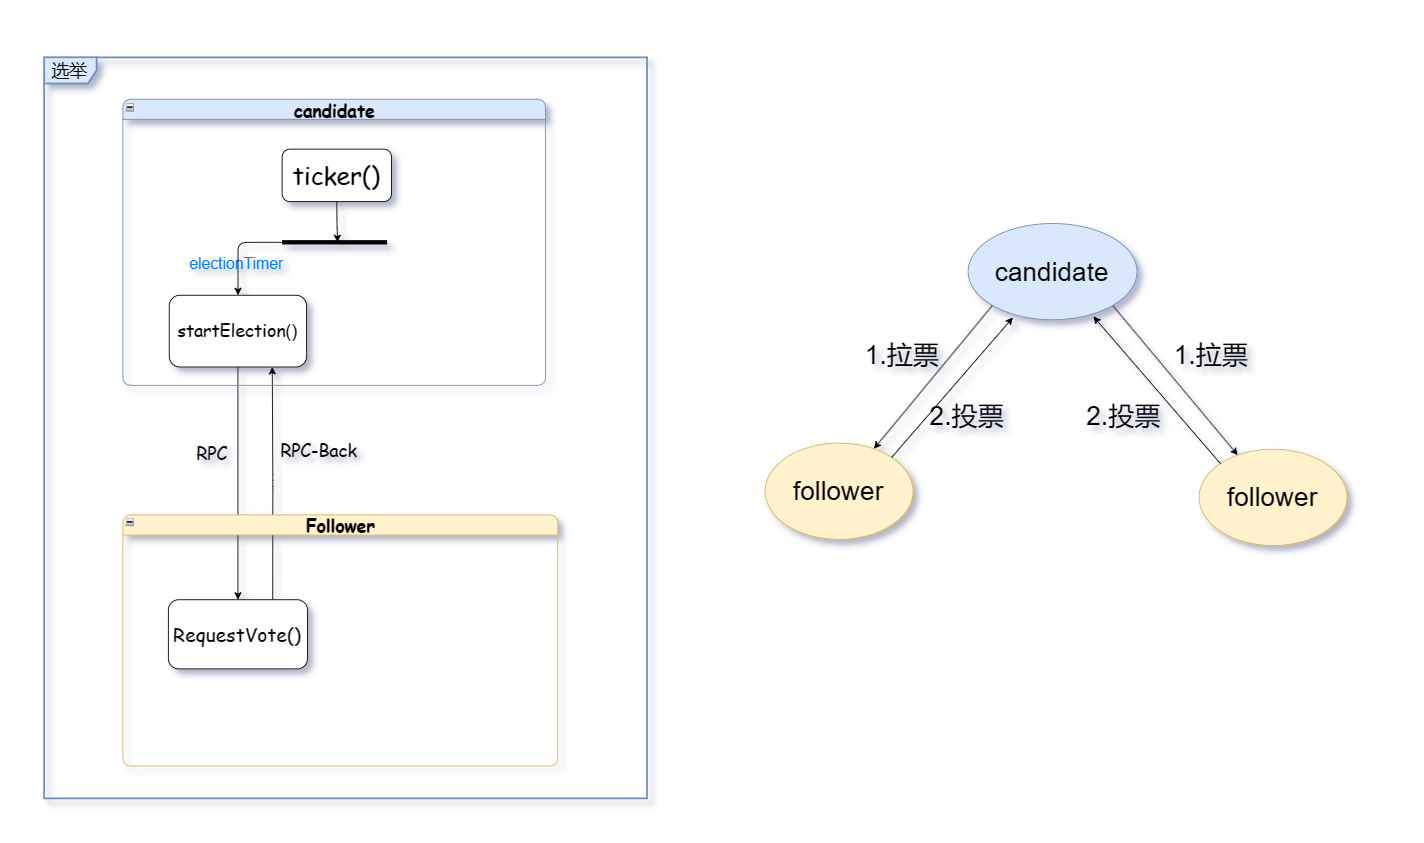 选举
candidate
ticker()
electionTimer
startElection()
RPC
RPC-Back
Follower
RequestVote()
candidate
1.拉票
1.拉票
2.投票
2.投票
follower
follower